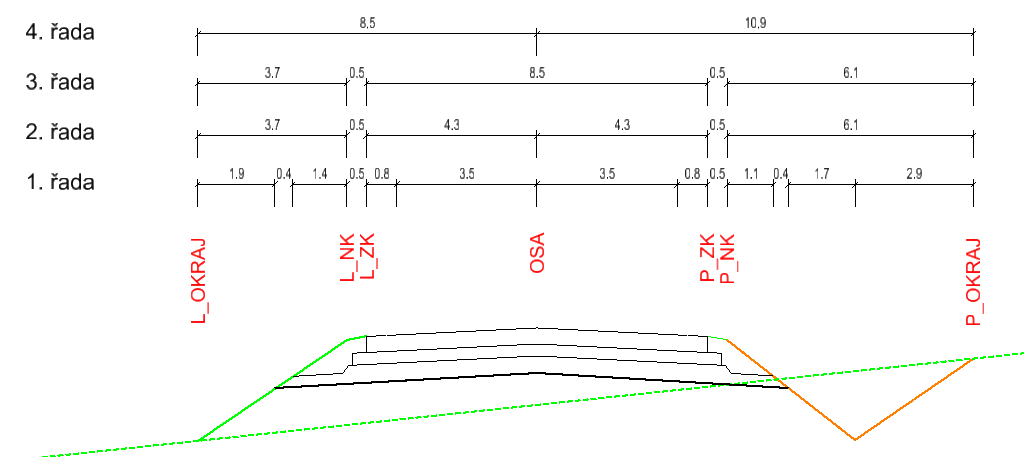 8.5 10.9
4. řada
3.7 0.5 8.5 0.5 6.1
3. řada
3.7 0.5 4.3 4.3 0.5 6.1
2. řada
1.9 0.4 1.4 0.5 0.8 3.5 3.5 0.8 0.5 1.1 0.4 1.7 2.9
1. řada
L_OKRAJ
L_NK
L_ZK
OSA
P_ZK
P_NK
P_OKRAJ